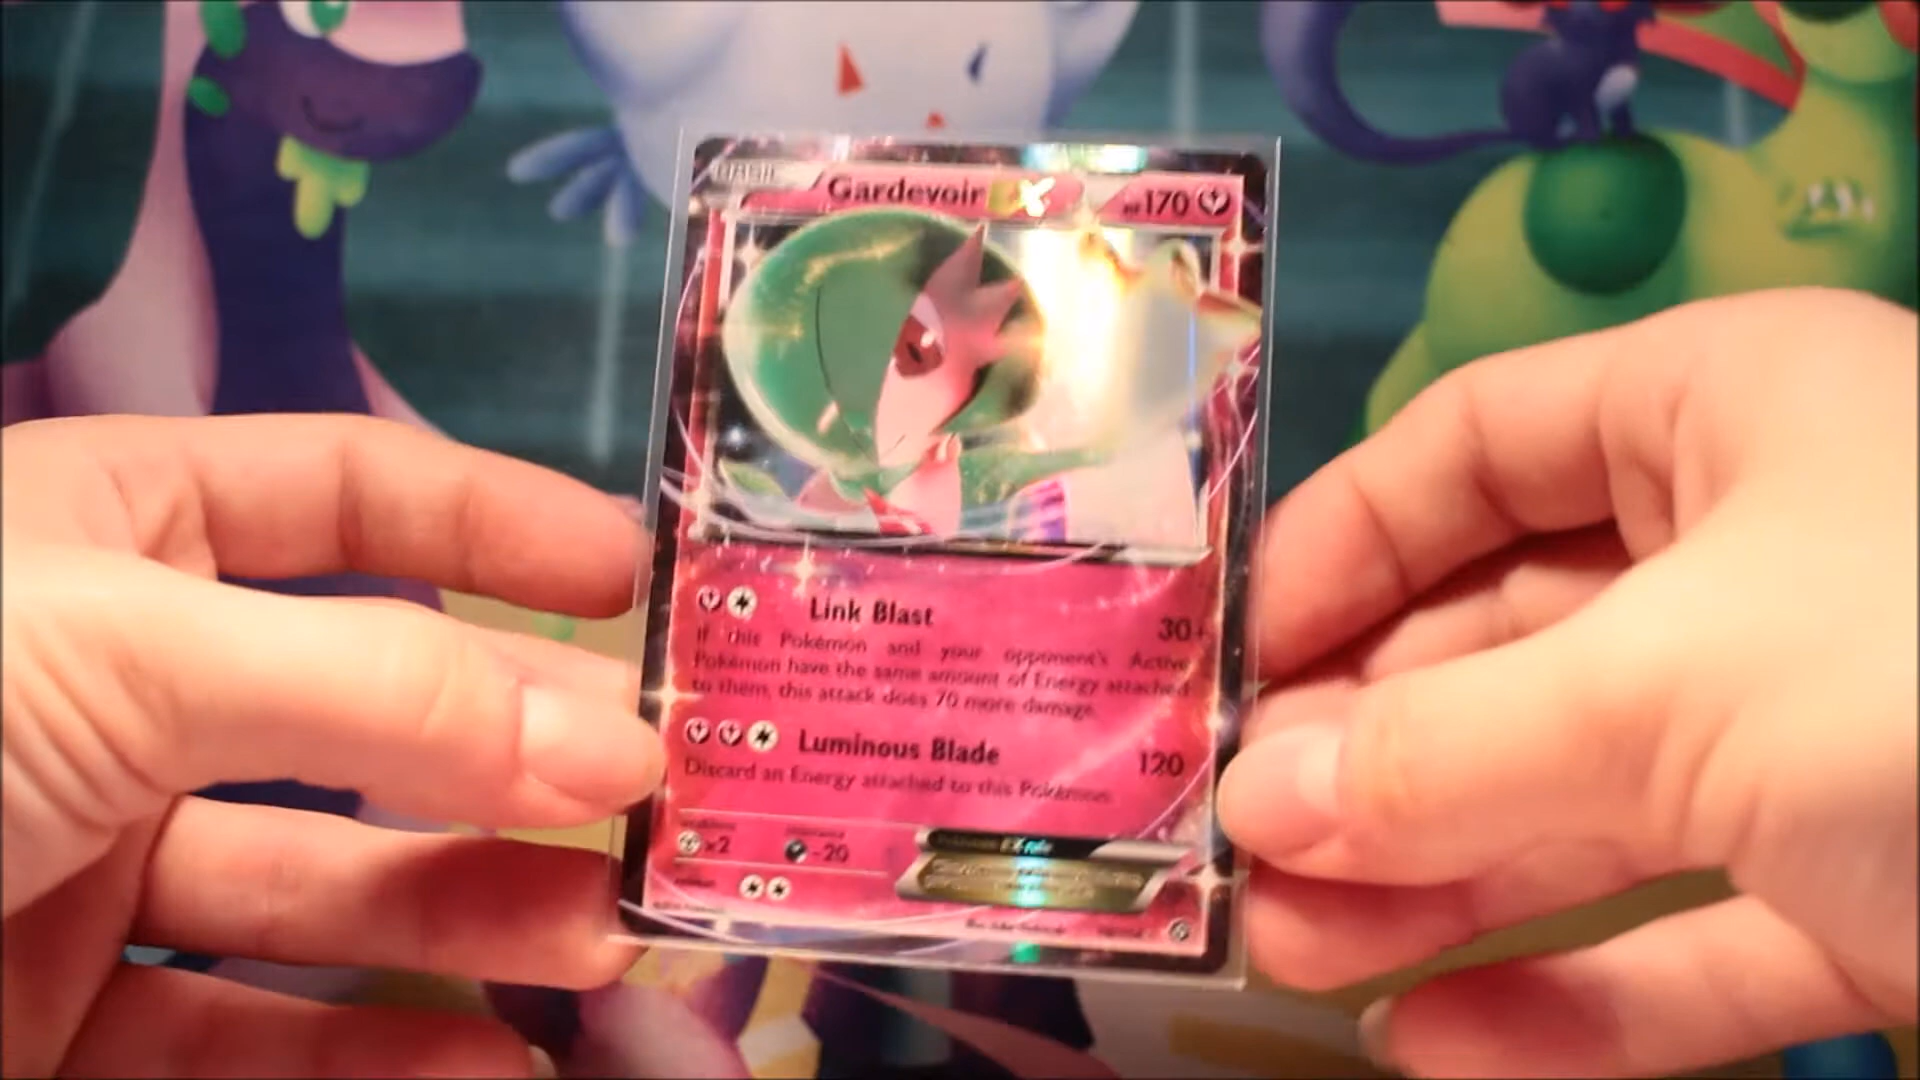 BASIC
Gardevoir EX
HP170
Link Blast 30+
If this Pokémon and your opponent's Active
Pokémon have the same amount of Energy attached
to them, this attack does 70 more damage.
Luminous Blade 120
Discard an Energy attached to this Pokémon.
×2 -20
EX rule